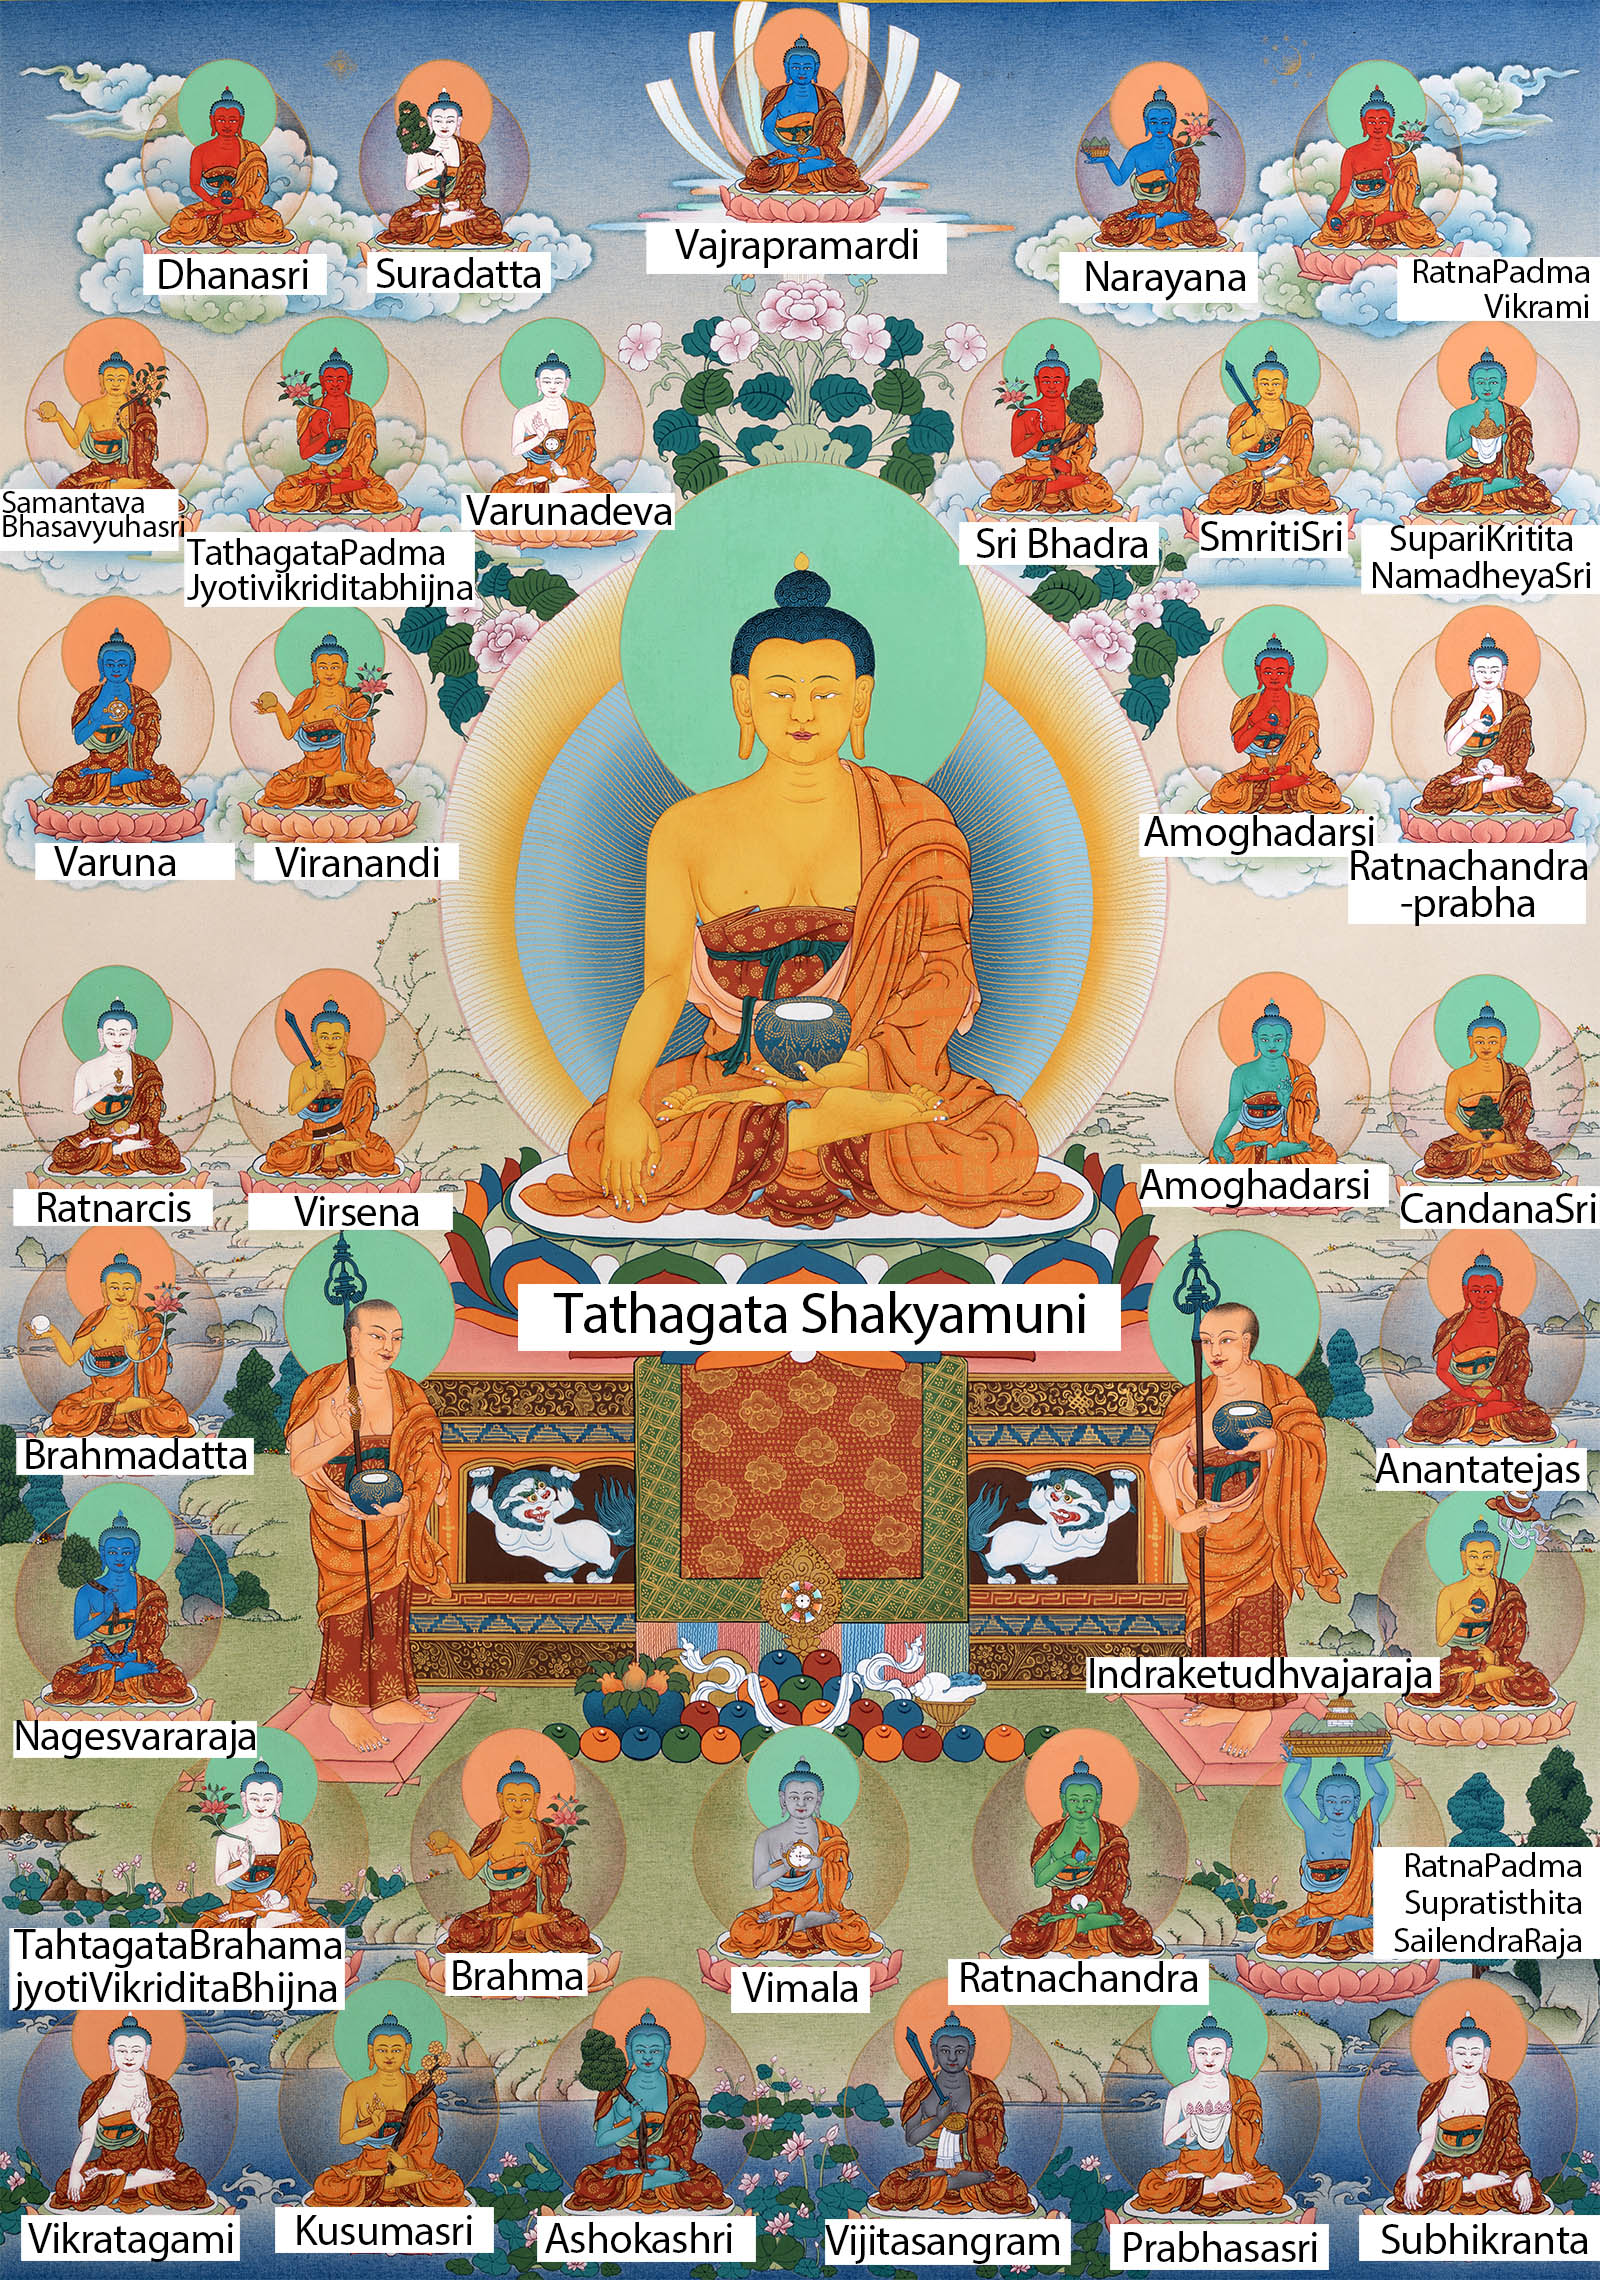 Vajrapramardi
Dhanasri
Suradatta
Narayana
RatnaPadma
Vikrami
Samantava
Bhasavyuhasri
TathagataPadma
Jyotivikriditabhijna
Varunadeva
Sri Bhadra
SmritiSri
SupariKritita
NamadheyaSri
Varuna
Viranandi
Amoghadarsi
Ratnachandra
-prabha
Ratnarcis
Virsena
Amoghadarsi
CandanaSri
Tathagata Shakyamuni
Brahmadatta
Anantatejas
Nagesvararaja
Indraketudhvajaraja
TahtagataBrahama
jyotiVikriditaBhijna
Brahma
Vimala
Ratnachandra
RatnaPadma
Supratisthita
SailendraRaja
Vikratagami
Kusumasri
Ashokashri
Vijitasangram
Prabhasasri
Subhikranta